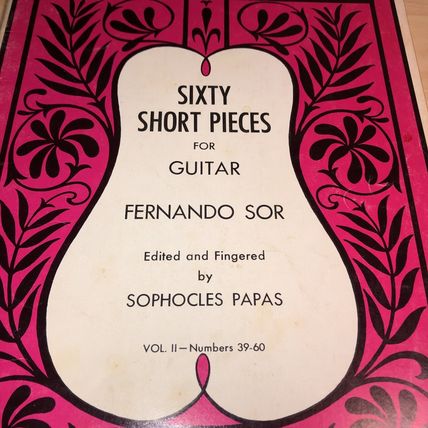 SIXTY
SHORT PIECES
FOR
GUITAR
FERNANDO SOR
Edited and Fingered
by
SOPHOCLES PAPAS
VOL. II — Numbers 39-60